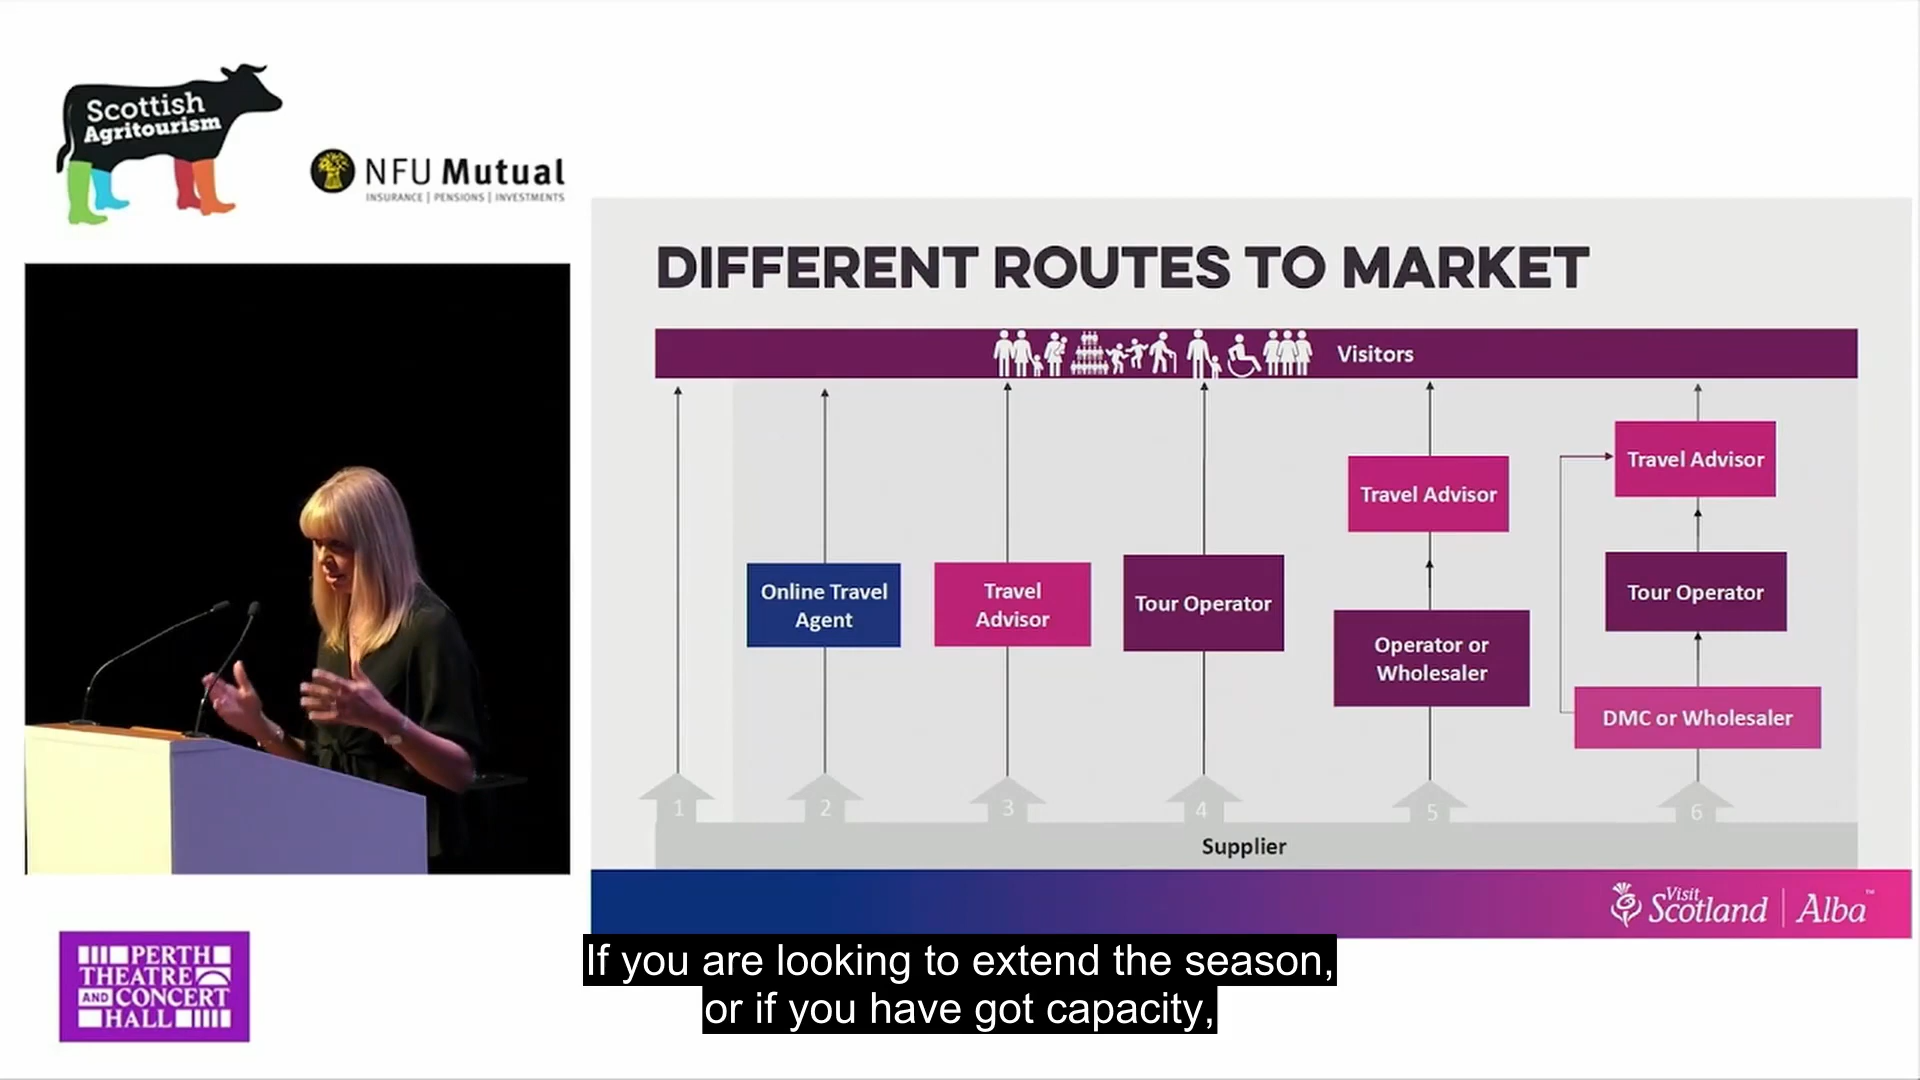 Scottish
Agritourism
NFU Mutual
INSURANCE | PENSIONS | INVESTMENTS
DIFFERENT ROUTES TO MARKET
Visitors
Travel Advisor
Travel Advisor
Online Travel
Agent
Travel
Advisor
Tour Operator
Tour Operator
Operator or
Wholesaler
DMC or Wholesaler
1
2
3
4
5
6
Supplier
Visit
Scotland | Alba™
PERTH
THEATRE
AND CONCERT
HALL
If you are looking to extend the season,
or if you have got capacity,